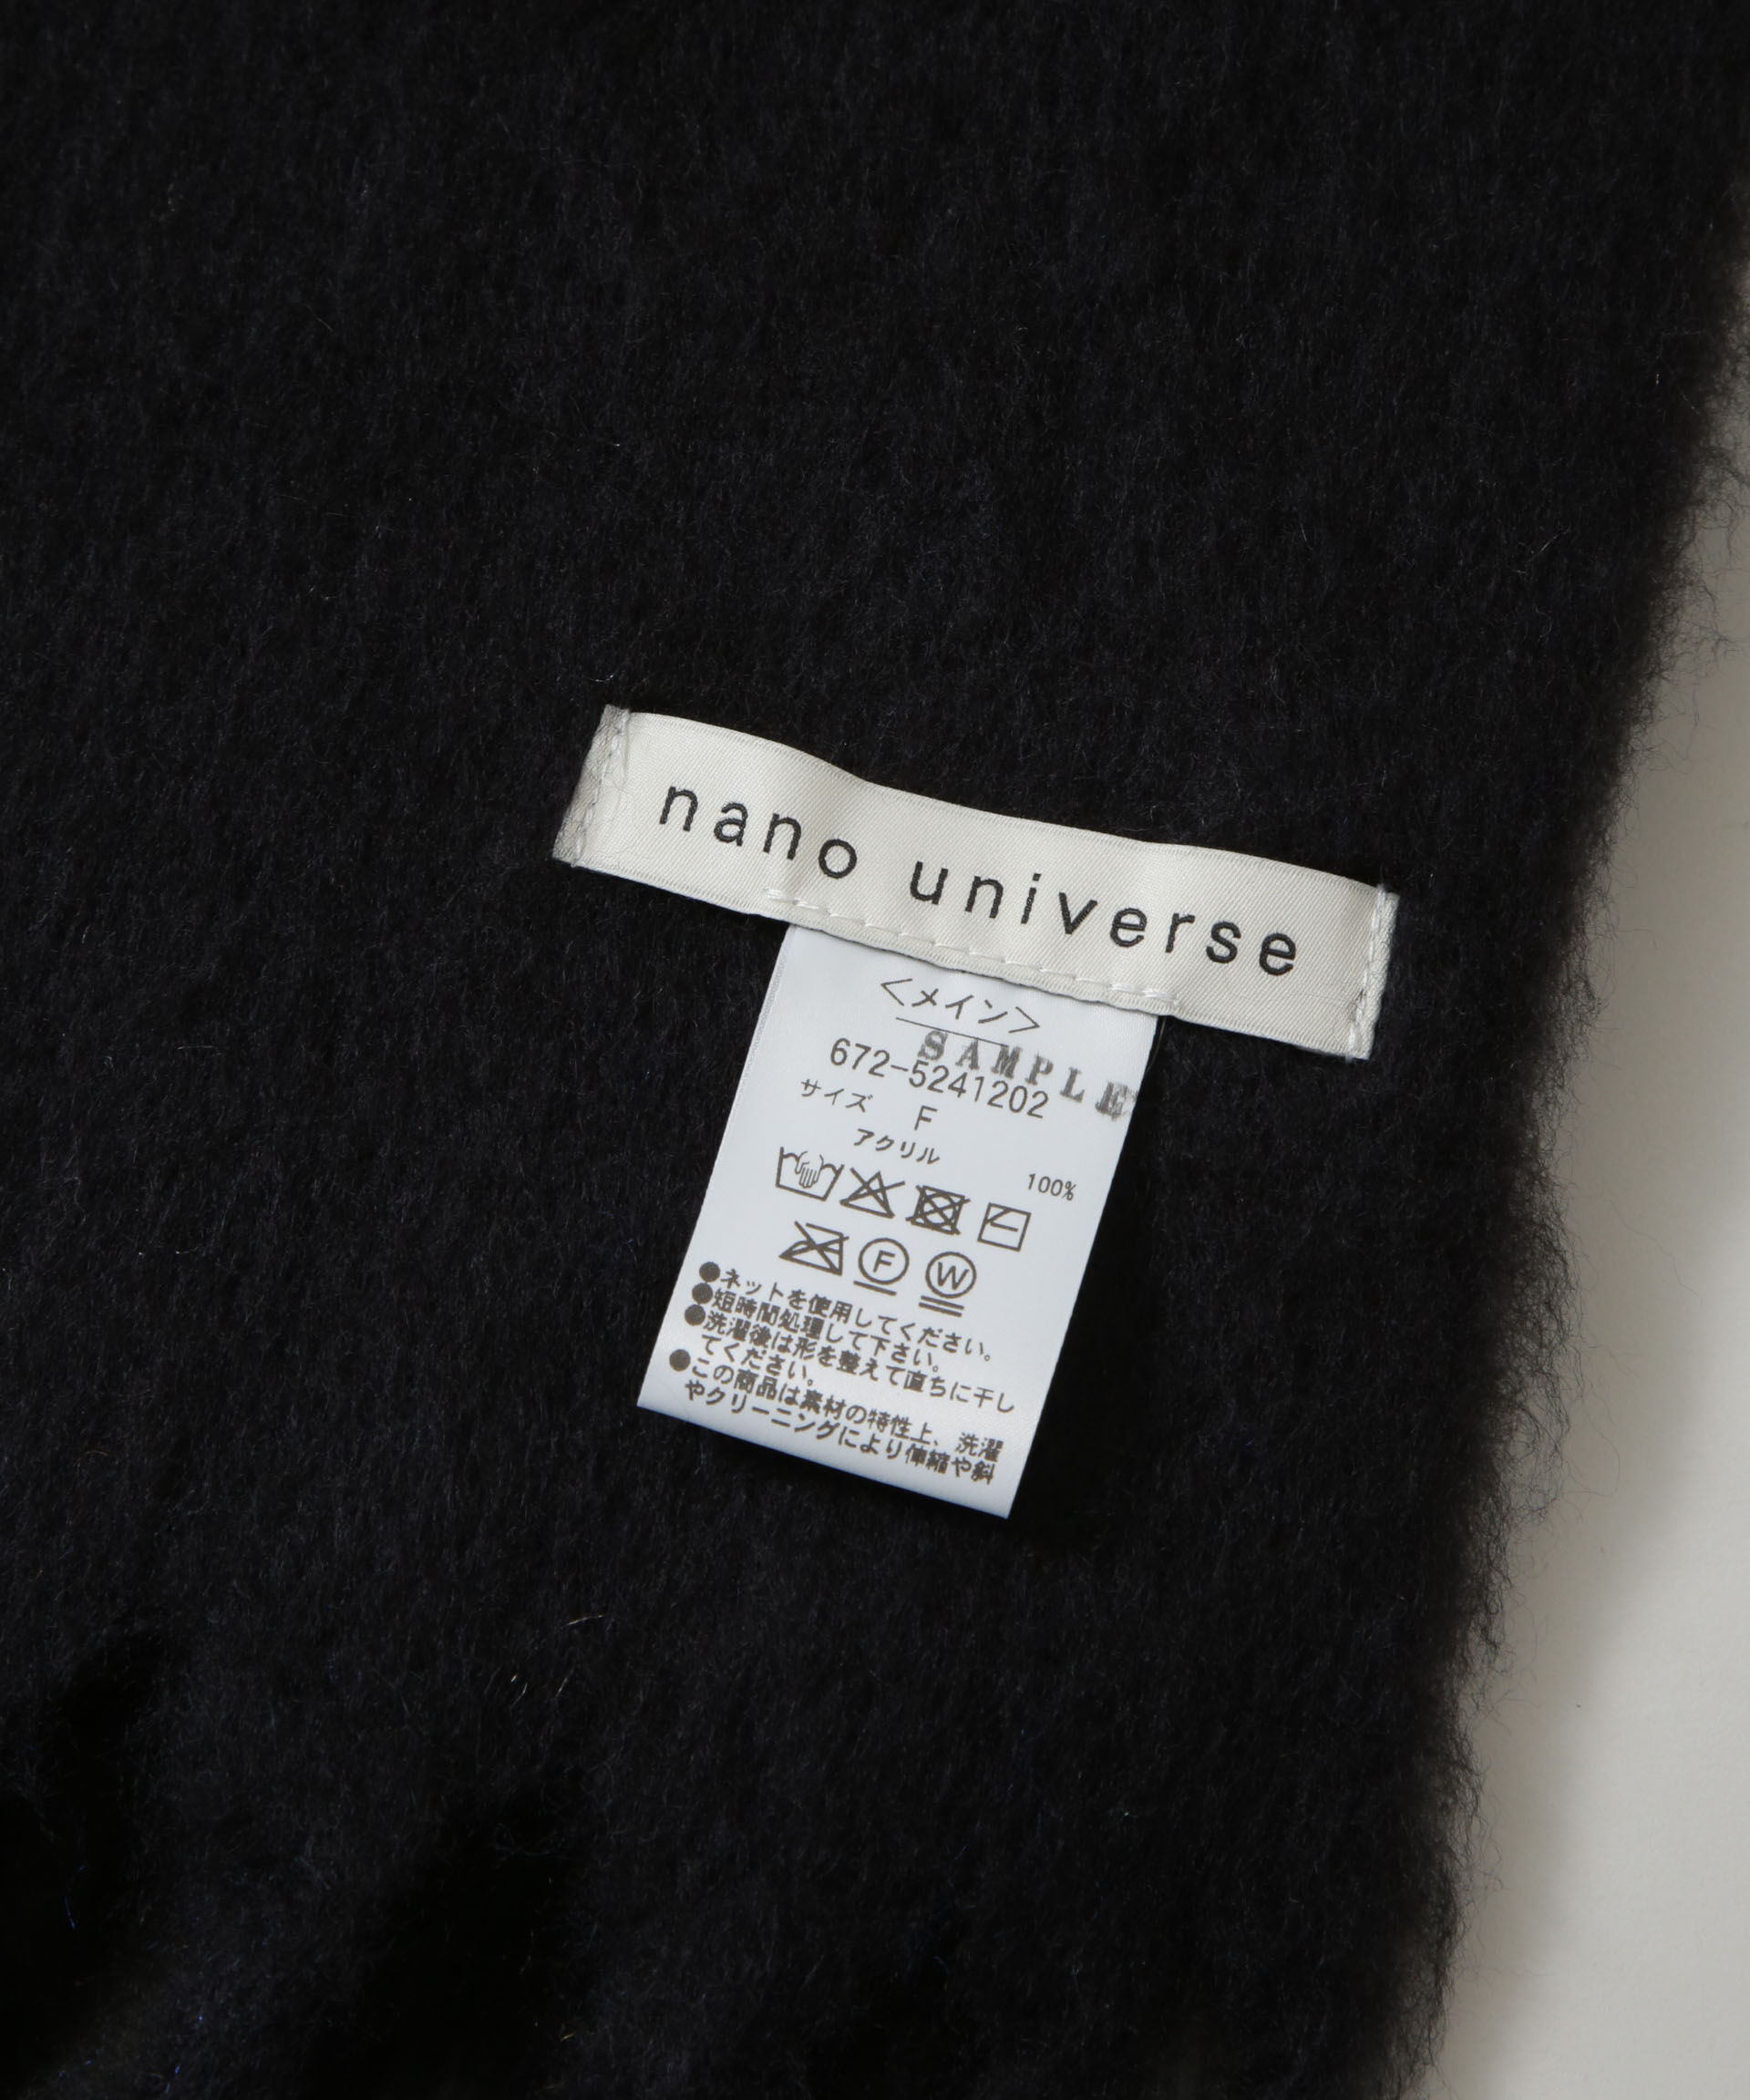 nano universe
<メイン>
SAMPLE
672-5241202
サイズ F
アクリル
100%
F W
●ネットを使用してください。
●短時間処理して下さい。
●洗濯後は形を整えて直ちに干し
てください。
●この商品は素材の特性上、洗濯
やクリーニングにより伸縮や斜